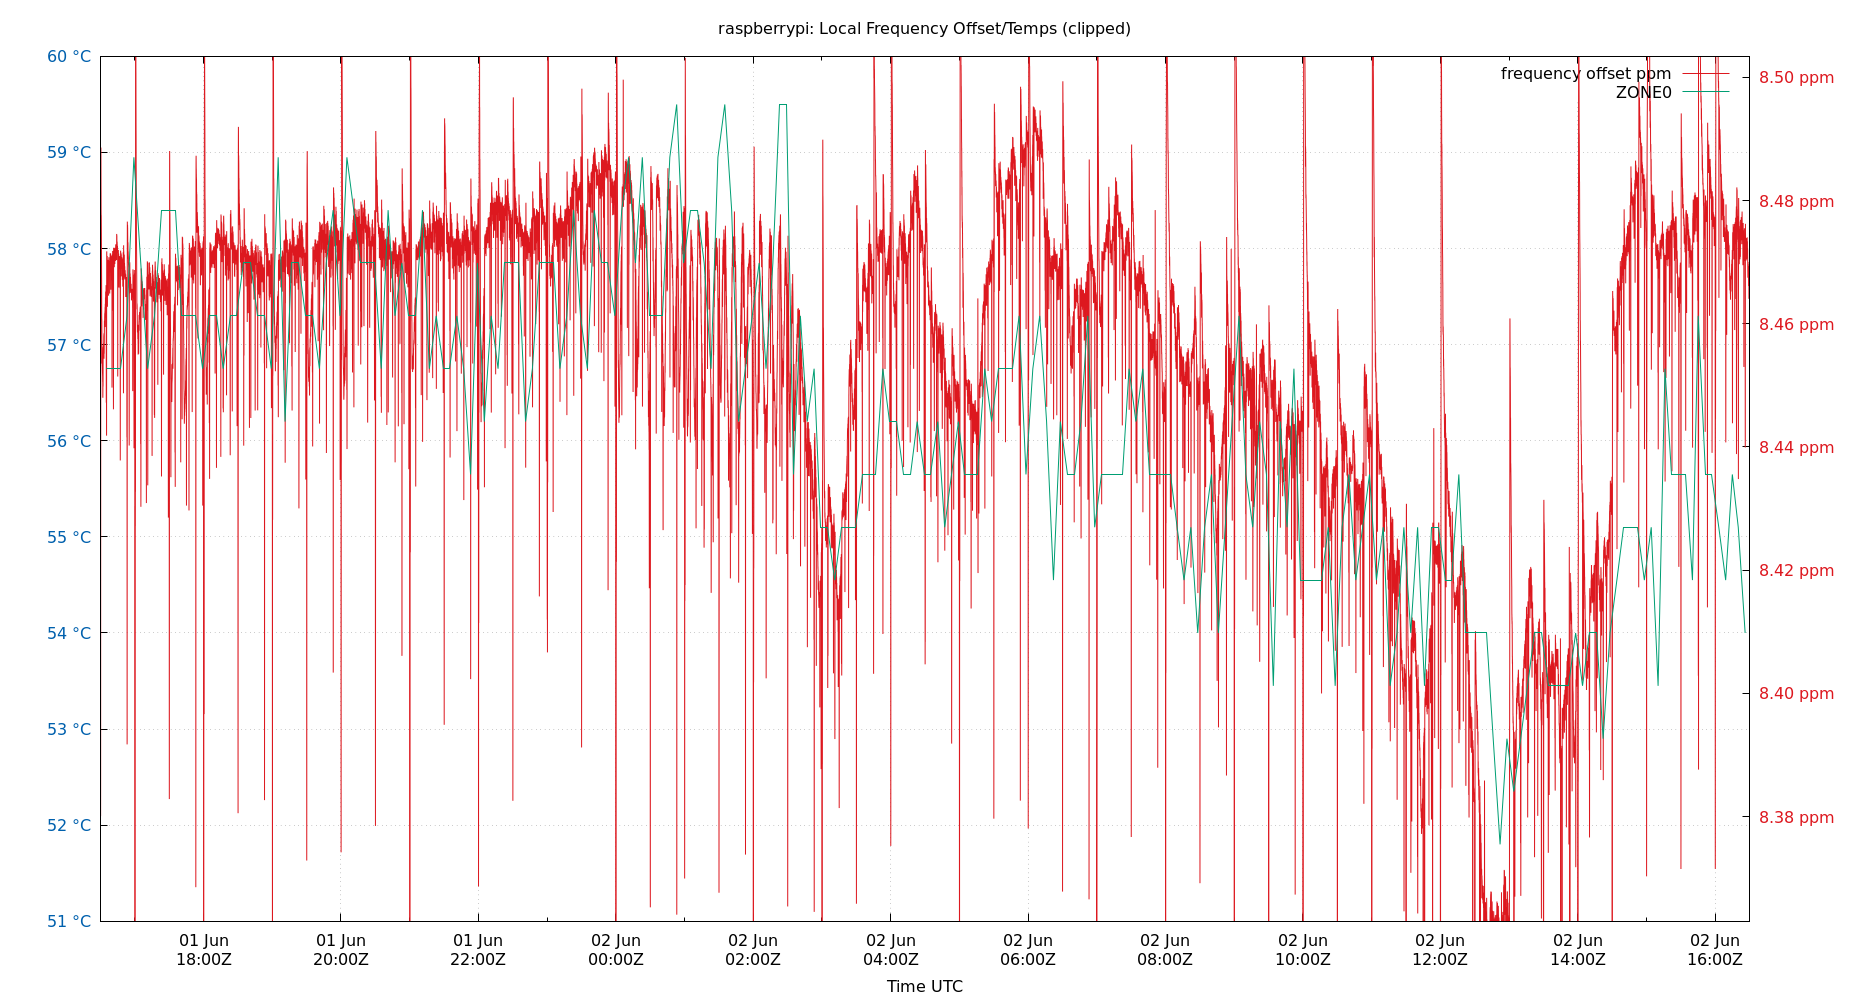 raspberrypi: Local Frequency Offset/Temps (clipped)
60 °C
59 °C
58 °C
57 °C
56 °C
55 °C
54 °C
53 °C
52 °C
51 °C
frequency offset ppm
ZONE0
8.50 ppm
8.48 ppm
8.46 ppm
8.44 ppm
8.42 ppm
8.40 ppm
8.38 ppm
01 Jun 01 Jun 01 Jun 02 Jun 02 Jun 02 Jun 02 Jun 02 Jun 02 Jun 02 Jun 02 Jun 02 Jun
18:00Z 20:00Z 22:00Z 00:00Z 02:00Z 04:00Z 06:00Z 08:00Z 10:00Z 12:00Z 14:00Z 16:00Z
Time UTC